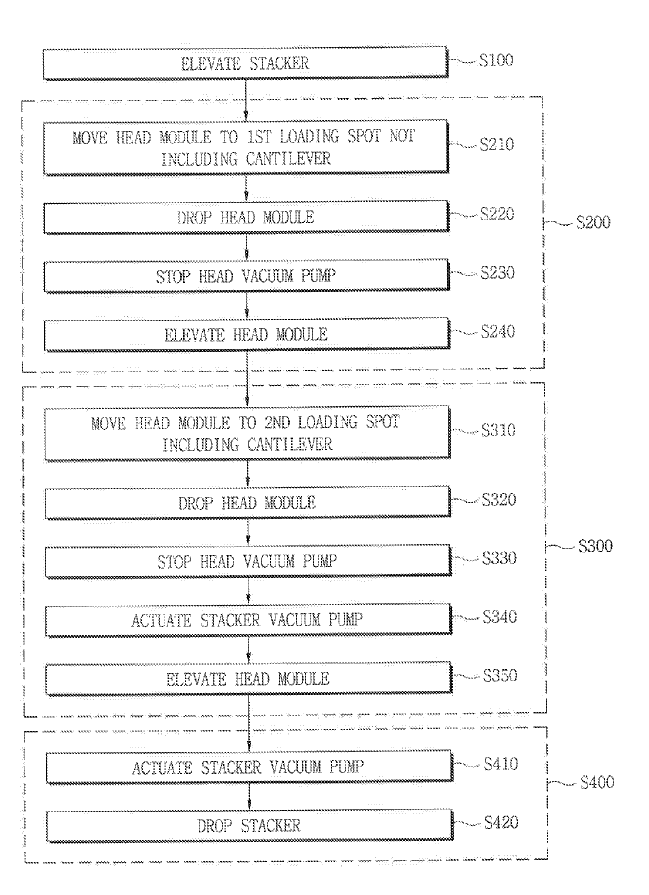 ELEVATE STACKER
S100
MOVE HEAD MODULE TO 1ST LOADING SPOT NOT
INCLUDING CANTILEVER
S210
DROP HEAD MODULE
S220
S200
STOP HEAD VACUUM PUMP
S230
ELEVATE HEAD MODULE
S240
MOVE HEAD MODULE TO 2ND LOADING SPOT
INCLUDING CANTILEVER
S310
DROP HEAD MODULE
S320
STOP HEAD VACUUM PUMP
S330
S300
ACTUATE STACKER VACUUM PUMP
S340
ELEVATE HEAD MODULE
S350
ACTUATE STACKER VACUUM PUMP
S410
S400
DROP STACKER
S420